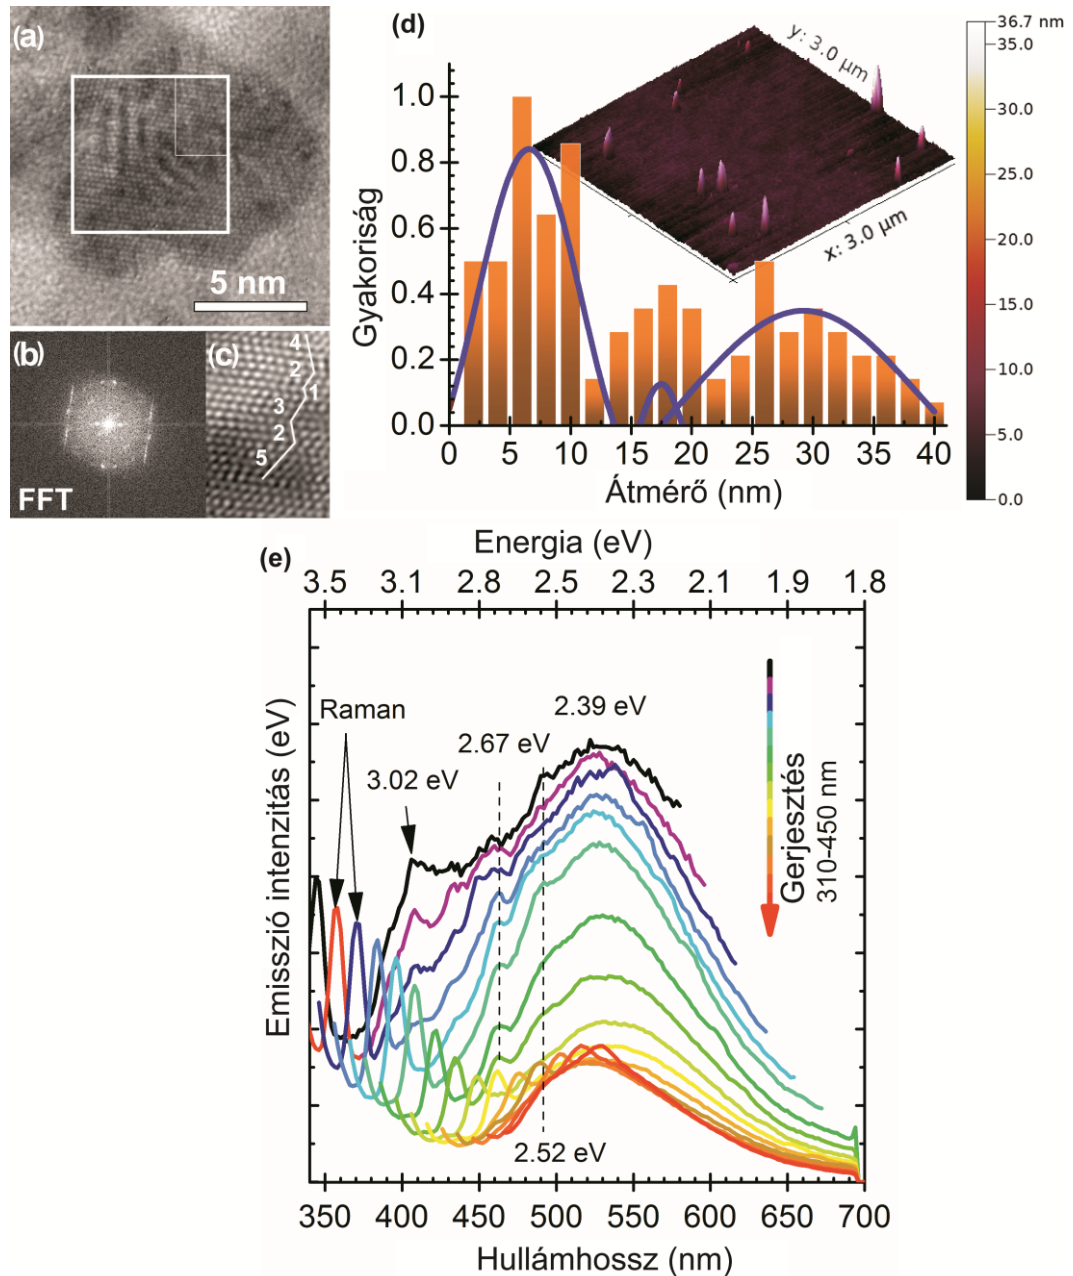 (a)
5 nm
(b)
FFT
(c)
4
2
1
3
2
5
(d)
Gyakoriság
1.0
0.8
0.6
0.4
0.2
0.0
0 5 10 15 20 25 30 35 40
Átmérő (nm)
y: 3.0 µm
x: 3.0 µm
36.7 nm
35.0
30.0
25.0
20.0
15.0
10.0
5.0
0.0
(e)
Energia (eV)
3.5 3.1 2.8 2.5 2.3 2.1 1.9 1.8
Emisszió intenzitás (eV)
Raman
3.02 eV
2.67 eV
2.39 eV
2.52 eV
Gerjesztés
310-450 nm
350 400 450 500 550 600 650 700
Hullámhossz (nm)